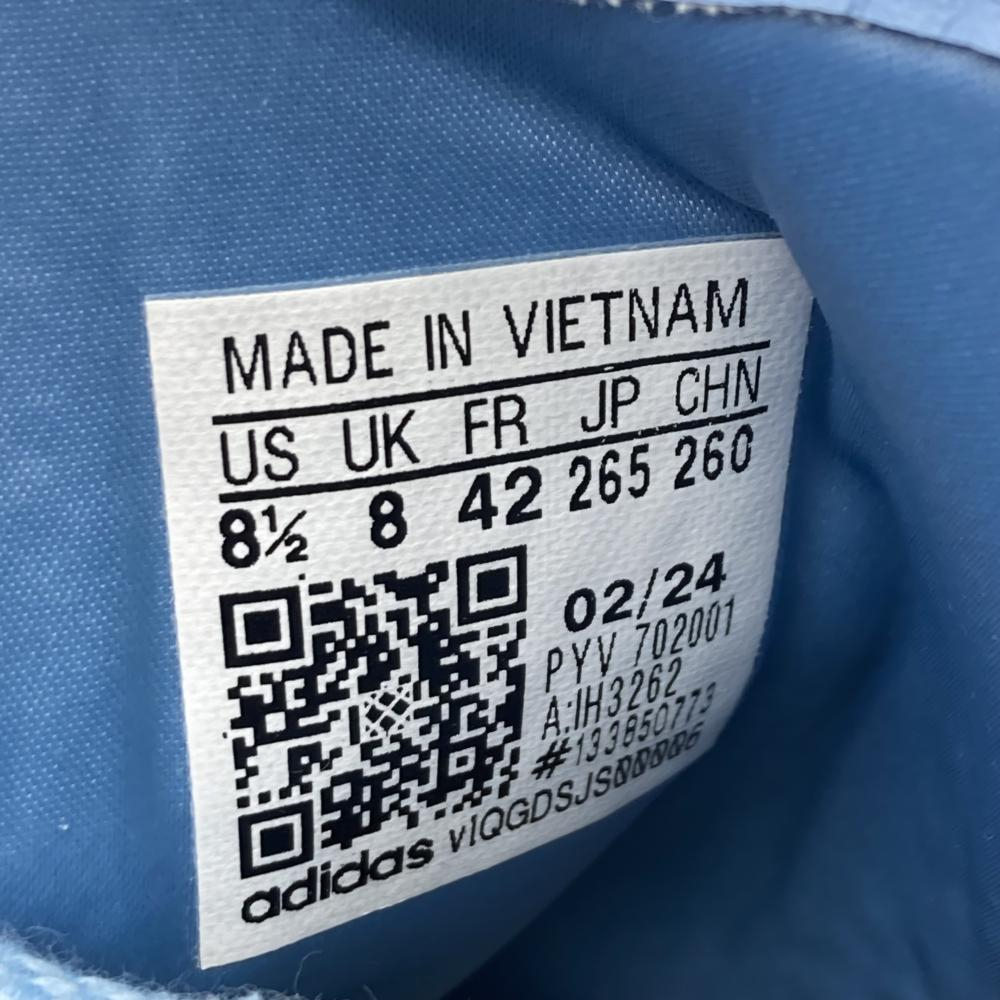 MADE IN VIETNAM
US UK FR JP CHN
8½ 8 42 265 260
02/24
PYV 702001
A:IH3262
#133850773
adidas vIQGDSJS00006